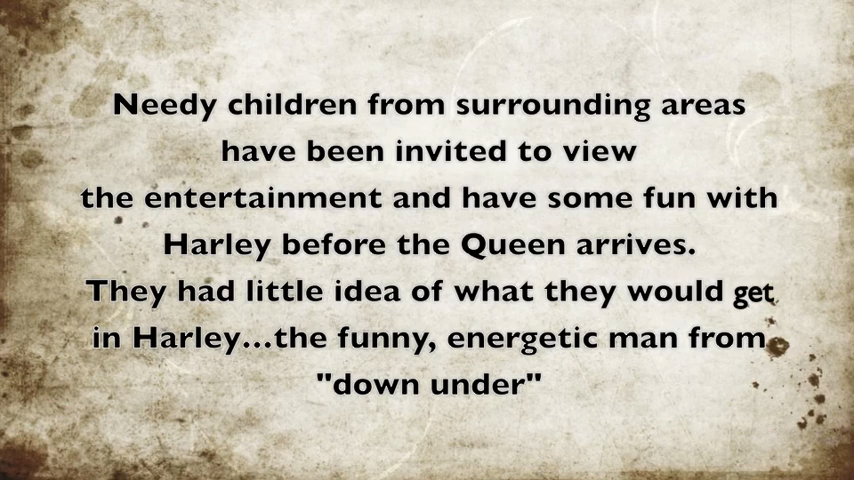 Needy children from surrounding areas
have been invited to view
the entertainment and have some fun with
Harley before the Queen arrives.
They had little idea of what they would get
in Harley...the funny, energetic man from
"down under"